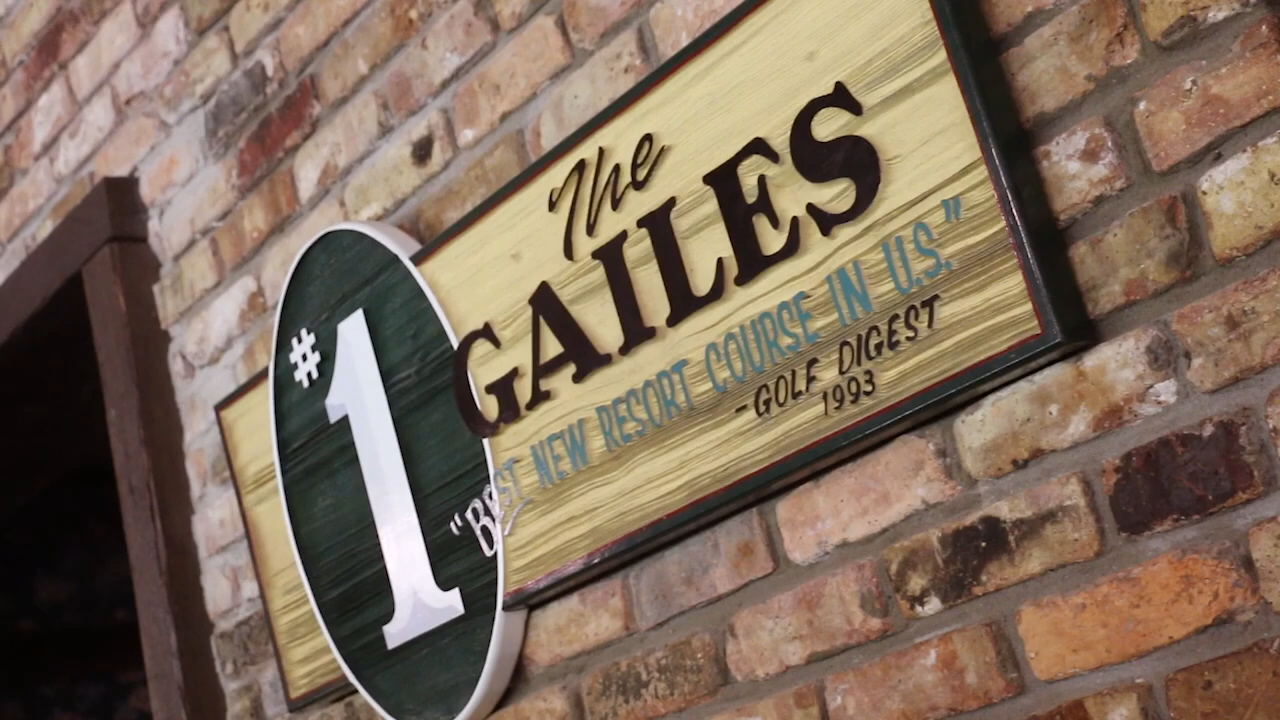 #1
The
GAILES
"BEST NEW RESORT COURSE IN U.S."
-GOLF DIGEST
1993